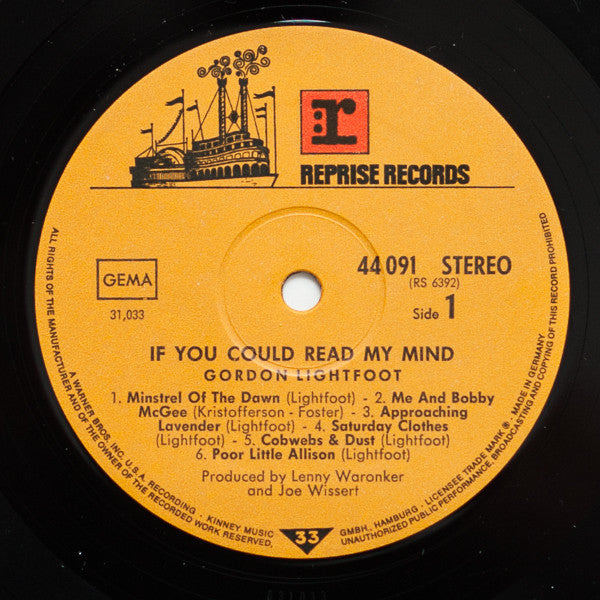 r
REPRISE RECORDS
GEMA
31,033
44 091 STEREO
(RS 6392)
Side 1
IF YOU COULD READ MY MIND
GORDON LIGHTFOOT
1. Minstrel Of The Dawn (Lightfoot) - 2. Me And Bobby
McGee (Kristofferson - Foster) - 3. Approaching
Lavender (Lightfoot) - 4. Saturday Clothes
(Lightfoot) - 5. Cobwebs & Dust (Lightfoot)
6. Poor Little Allison (Lightfoot)
Produced by Lenny Waronker
and Joe Wissert
33
ALL RIGHTS OF THE MANUFACTURER AND OF THE OWNER OF THE RECORDED WORK RESERVED.
A WARNER BROS. INC. U.S.A. RECORDING · KINNEY MUSIC GMBH., HAMBURG. LICENSEE TRADE MARK ® · MADE IN GERMANY
UNAUTHORIZED PUBLIC PERFORMANCE, BROADCASTING AND COPYING OF THIS RECORD PROHIBITED